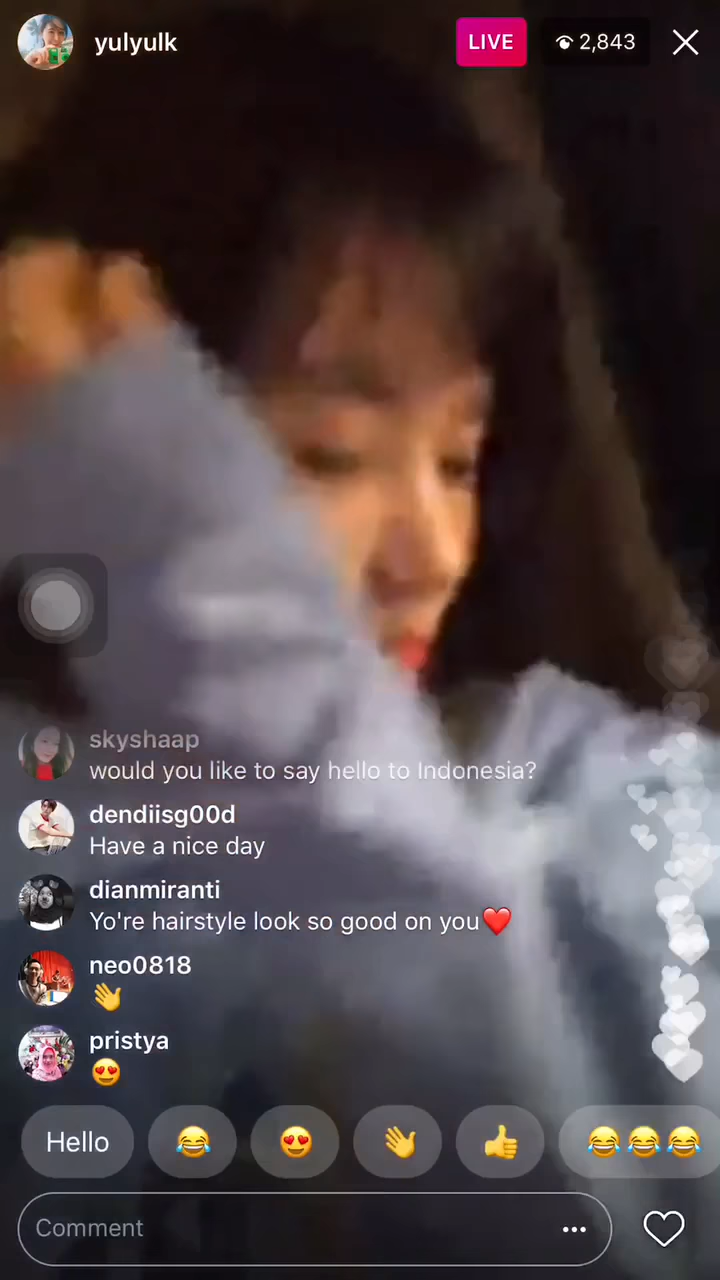 yulyulk
LIVE
2,843
skyshaap
would you like to say hello to Indonesia?
dendiisg00d
Have a nice day
dianmiranti
Yo're hairstyle look so good on you❤️
neo0818
👋
pristya
😍
Hello 😂 😍 👋 👍 😂😂😂
Comment